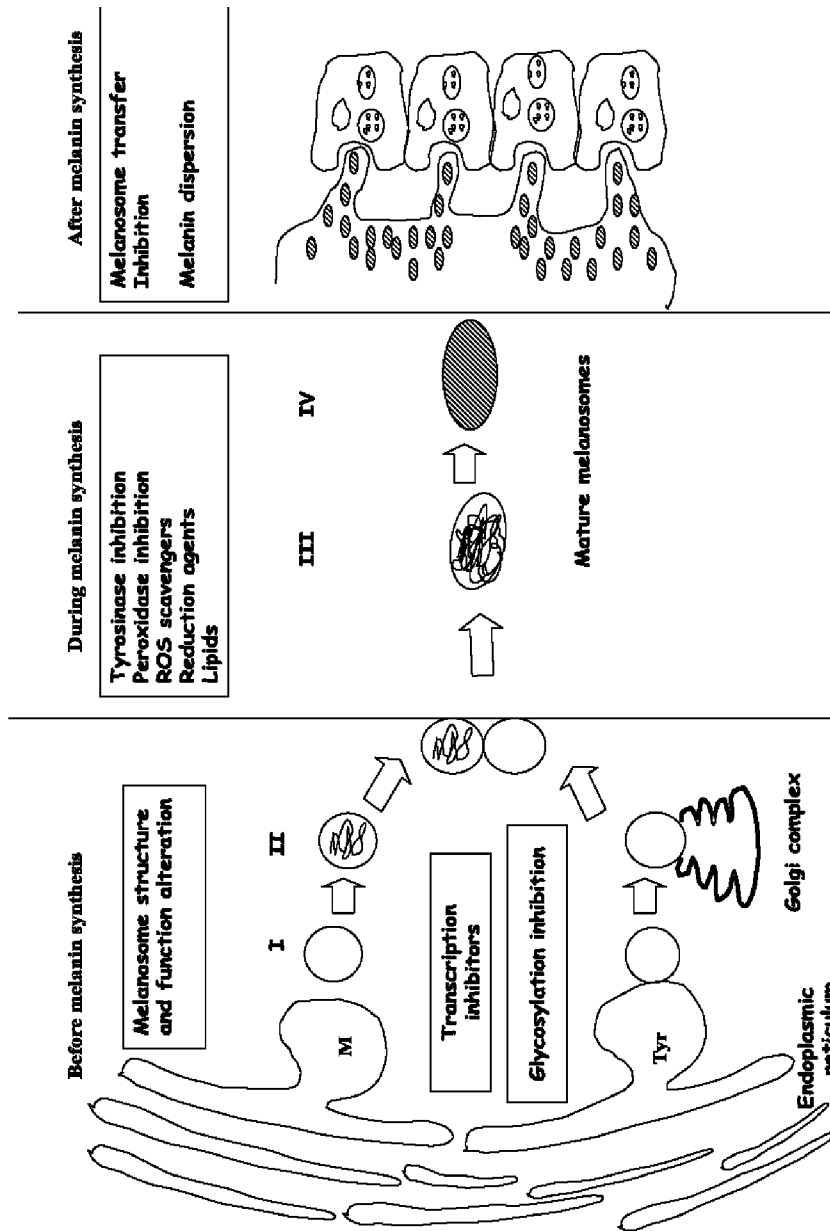 Before melanin synthesis
Melanosome structure
and function alteration
I
II
M
Transcription
inhibitors
Glycosylation inhibition
Tyr
Endoplasmic
reticulum
Golgi complex
During melanin synthesis
Tyrosinase inhibition
Peroxidase inhibition
ROS scavengers
Reduction agents
Lipids
III
IV
Mature melanosomes
After melanin synthesis
Melanosome transfer
Inhibition
Melanin dispersion